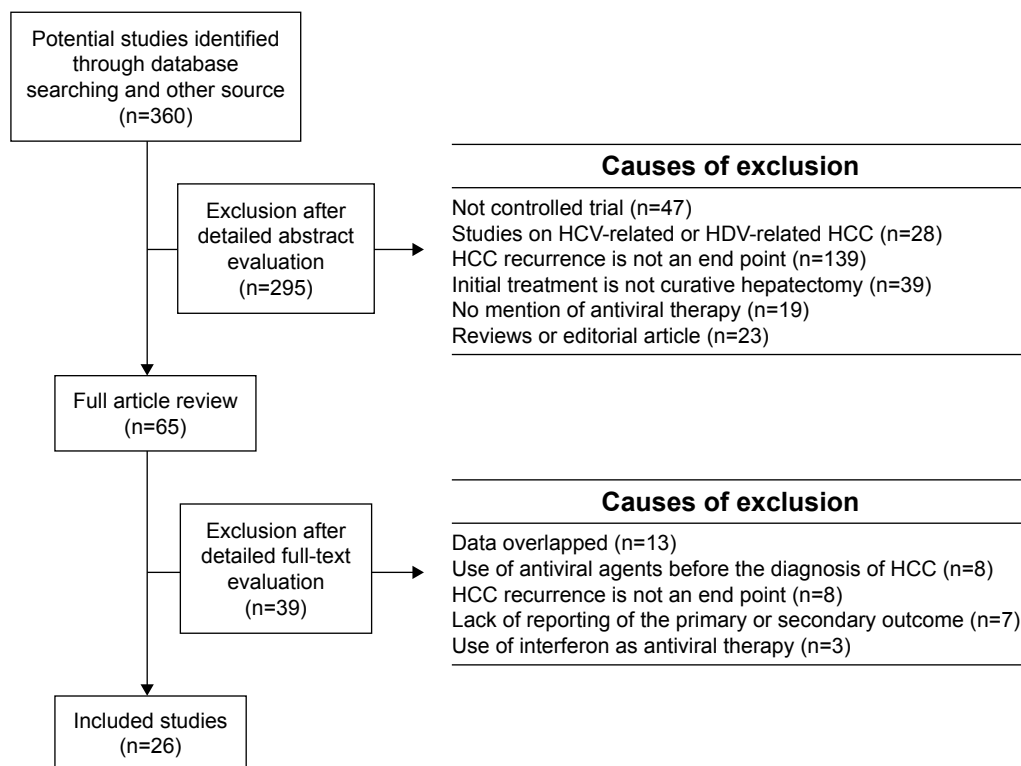 Potential studies identified
through database
searching and other source
(n=360)
Exclusion after
detailed abstract
evaluation
(n=295)
Causes of exclusion
Not controlled trial (n=47)
Studies on HCV-related or HDV-related HCC (n=28)
HCC recurrence is not an end point (n=139)
Initial treatment is not curative hepatectomy (n=39)
No mention of antiviral therapy (n=19)
Reviews or editorial article (n=23)
Full article review
(n=65)
Exclusion after
detailed full-text
evaluation
(n=39)
Causes of exclusion
Data overlapped (n=13)
Use of antiviral agents before the diagnosis of HCC (n=8)
HCC recurrence is not an end point (n=8)
Lack of reporting of the primary or secondary outcome (n=7)
Use of interferon as antiviral therapy (n=3)
Included studies
(n=26)